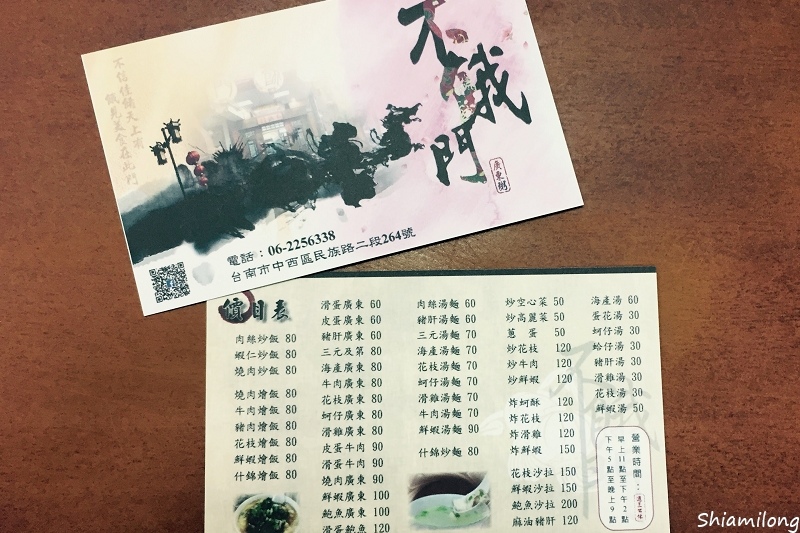 不餓門
廣東粥
不信佳饌天上有
餓見美食在此門
電話：06-2256338
台南市中西區民族路二段264號
價目表
肉絲炒飯 80
蝦仁炒飯 80
燒肉炒飯 80
燒肉燴飯 80
牛肉燴飯 80
豬肉燴飯 80
花枝燴飯 80
鮮蝦燴飯 80
什錦燴飯 80
滑蛋廣東 60
皮蛋廣東 60
豬肝廣東 60
三元及第 80
海產廣東 80
牛肉廣東 80
花枝廣東 80
蚵仔廣東 80
滑雞廣東 80
皮蛋牛肉 90
滑蛋牛肉 90
燒肉廣東 90
鮮蝦廣東 100
鮑魚廣東 100
滑蛋鮑魚 120
肉絲湯麵 60
豬肝湯麵 60
三元湯麵 70
海產湯麵 70
花枝湯麵 70
蚵仔湯麵 70
滑雞湯麵 70
牛肉湯麵 70
鮮蝦湯麵 90
什錦炒麵 80
炒空心菜 50
炒高麗菜 50
蔥蛋 50
炒花枝 120
炒牛肉 120
炒鮮蝦 120
炸蚵酥 120
炸花枝 120
炸滑雞 120
炸鮮蝦 150
花枝沙拉 150
鮮蝦沙拉 150
鮑魚沙拉 200
麻油豬肝 120
海產湯 60
蛋花湯 30
蚵仔湯 30
蛤仔湯 30
豬肝湯 30
滑雞湯 30
花枝湯 30
鮮蝦湯 50
營業時間：
早上11點至下午2點
下午5點至晚上9點
Shiamilong